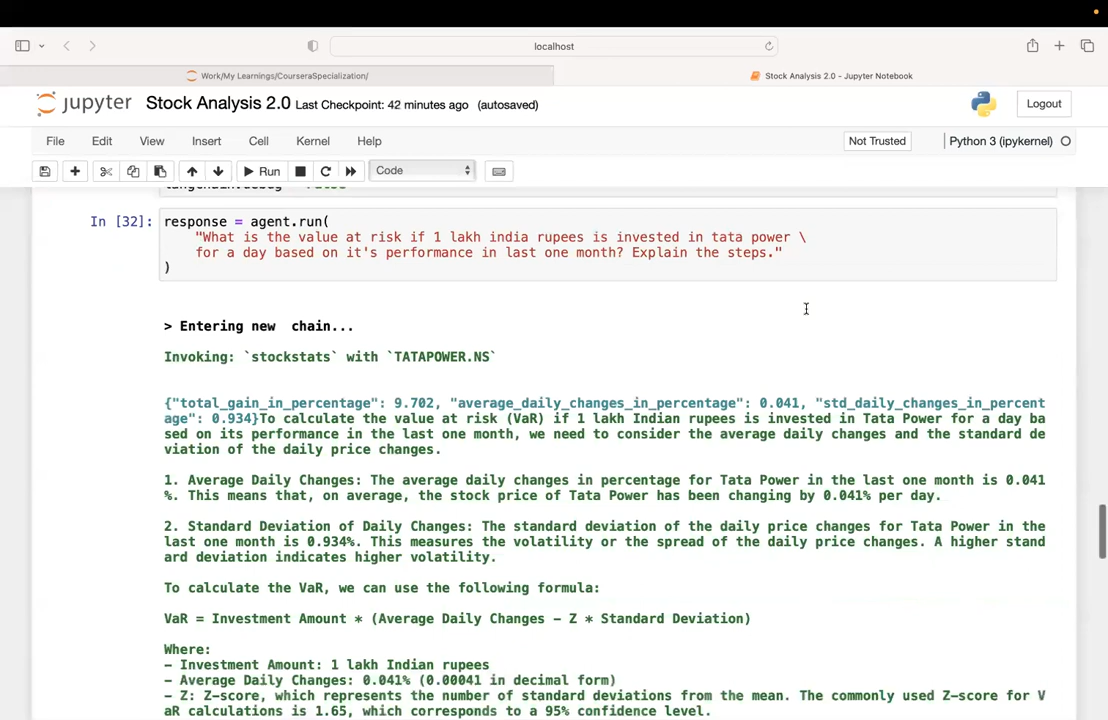 localhost
Work/My Learnings/CourseraSpecialization/
Stock Analysis 2.0 - Jupyter Notebook
jupyter Stock Analysis 2.0 Last Checkpoint: 42 minutes ago (autosaved)
Logout
File Edit View Insert Cell Kernel Help
Not Trusted
Python 3 (ipykernel)
Run
Code
In [32]: response = agent.run(
"What is the value at risk if 1 lakh india rupees is invested in tata power \
for a day based on it's performance in last one month? Explain the steps."
)
> Entering new  chain...
Invoking: `stockstats` with `TATAPOWER.NS`
{"total_gain_in_percentage": 9.702, "average_daily_changes_in_percentage": 0.041, "std_daily_changes_in_percent
age": 0.934}To calculate the value at risk (VaR) if 1 lakh Indian rupees is invested in Tata Power for a day ba
sed on its performance in the last one month, we need to consider the average daily changes and the standard de
viation of the daily price changes.
1. Average Daily Changes: The average daily changes in percentage for Tata Power in the last one month is 0.041
%. This means that, on average, the stock price of Tata Power has been changing by 0.041% per day.
2. Standard Deviation of Daily Changes: The standard deviation of the daily price changes for Tata Power in the
last one month is 0.934%. This measures the volatility or the spread of the daily price changes. A higher stand
ard deviation indicates higher volatility.
To calculate the VaR, we can use the following formula:
VaR = Investment Amount * (Average Daily Changes − Z * Standard Deviation)
Where:
- Investment Amount: 1 lakh Indian rupees
- Average Daily Changes: 0.041% (0.00041 in decimal form)
- Z: Z-score, which represents the number of standard deviations from the mean. The commonly used Z-score for V
aR calculations is 1.65, which corresponds to a 95% confidence level.